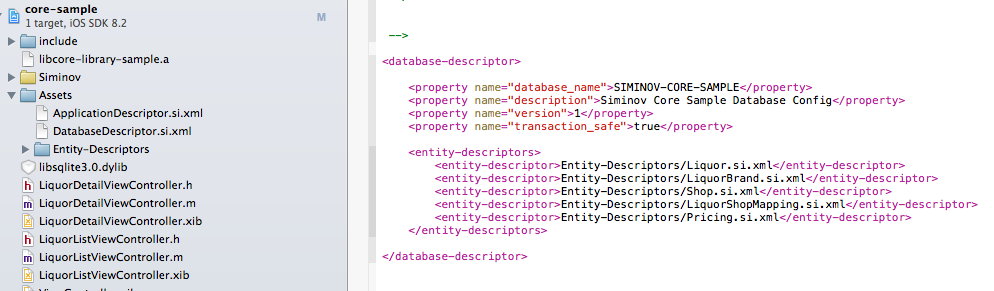 core-sample
1 target, iOS SDK 8.2
M
include
libcore-library-sample.a
Siminov
Assets
ApplicationDescriptor.si.xml
DatabaseDescriptor.si.xml
Entity-Descriptors
libsqlite3.0.dylib
h LiquorDetailViewController.h
m LiquorDetailViewController.m
LiquorDetailViewController.xib
h LiquorListViewController.h
m LiquorListViewController.m
LiquorListViewController.xib
-->
<database-descriptor>
<property name="database_name">SIMINOV-CORE-SAMPLE</property>
<property name="description">Siminov Core Sample Database Config</property>
<property name="version">1</property>
<property name="transaction_safe">true</property>
<entity-descriptors>
<entity-descriptor>Entity-Descriptors/Liquor.si.xml</entity-descriptor>
<entity-descriptor>Entity-Descriptors/LiquorBrand.si.xml</entity-descriptor>
<entity-descriptor>Entity-Descriptors/Shop.si.xml</entity-descriptor>
<entity-descriptor>Entity-Descriptors/LiquorShopMapping.si.xml</entity-descriptor>
<entity-descriptor>Entity-Descriptors/Pricing.si.xml</entity-descriptor>
</entity-descriptors>
</database-descriptor>